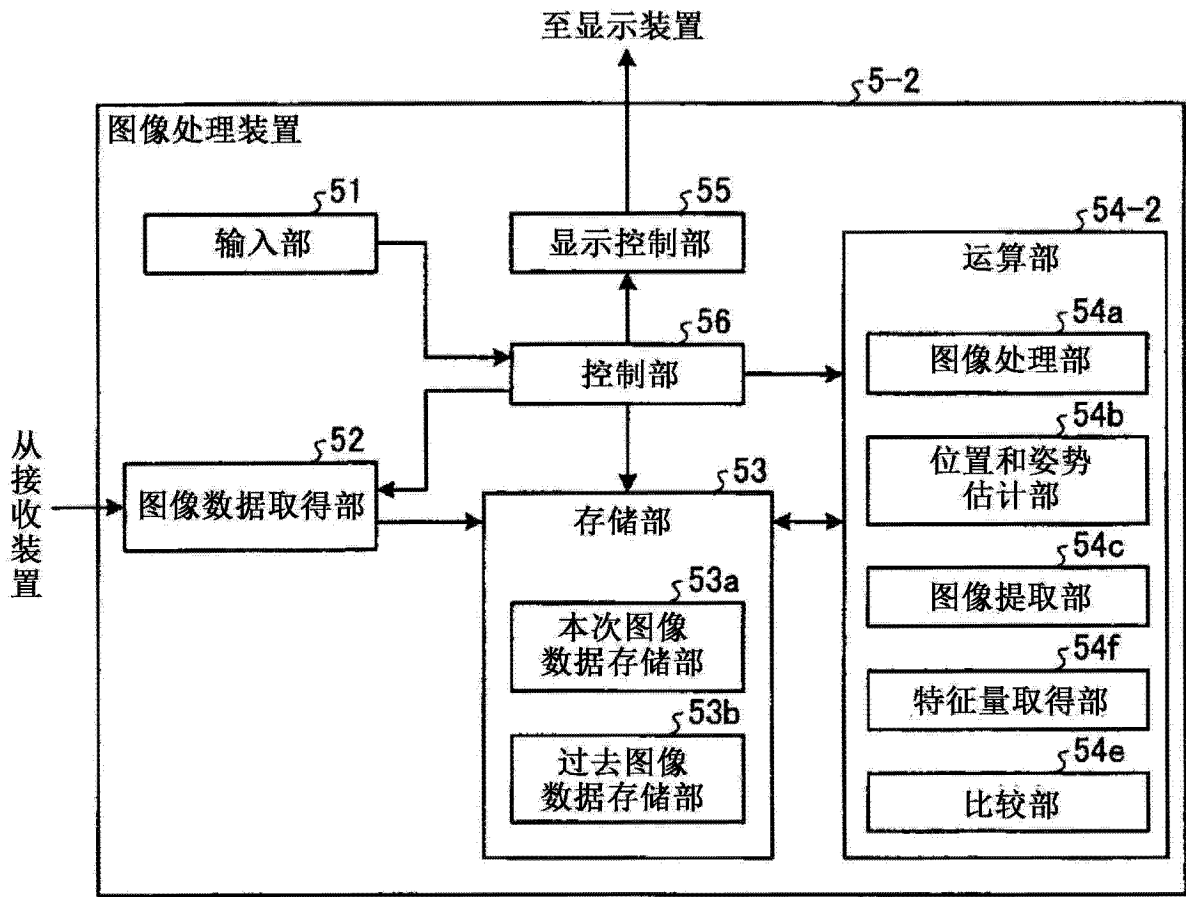 至显示装置
5-2
图像处理装置
51
输入部
55
显示控制部
54-2
运算部
56
控制部
54a
图像处理部
54b
位置和姿势
估计部
从接收装置
52
图像数据取得部
53
存储部
53a
本次图像
数据存储部
53b
过去图像
数据存储部
54c
图像提取部
54f
特征量取得部
54e
比较部